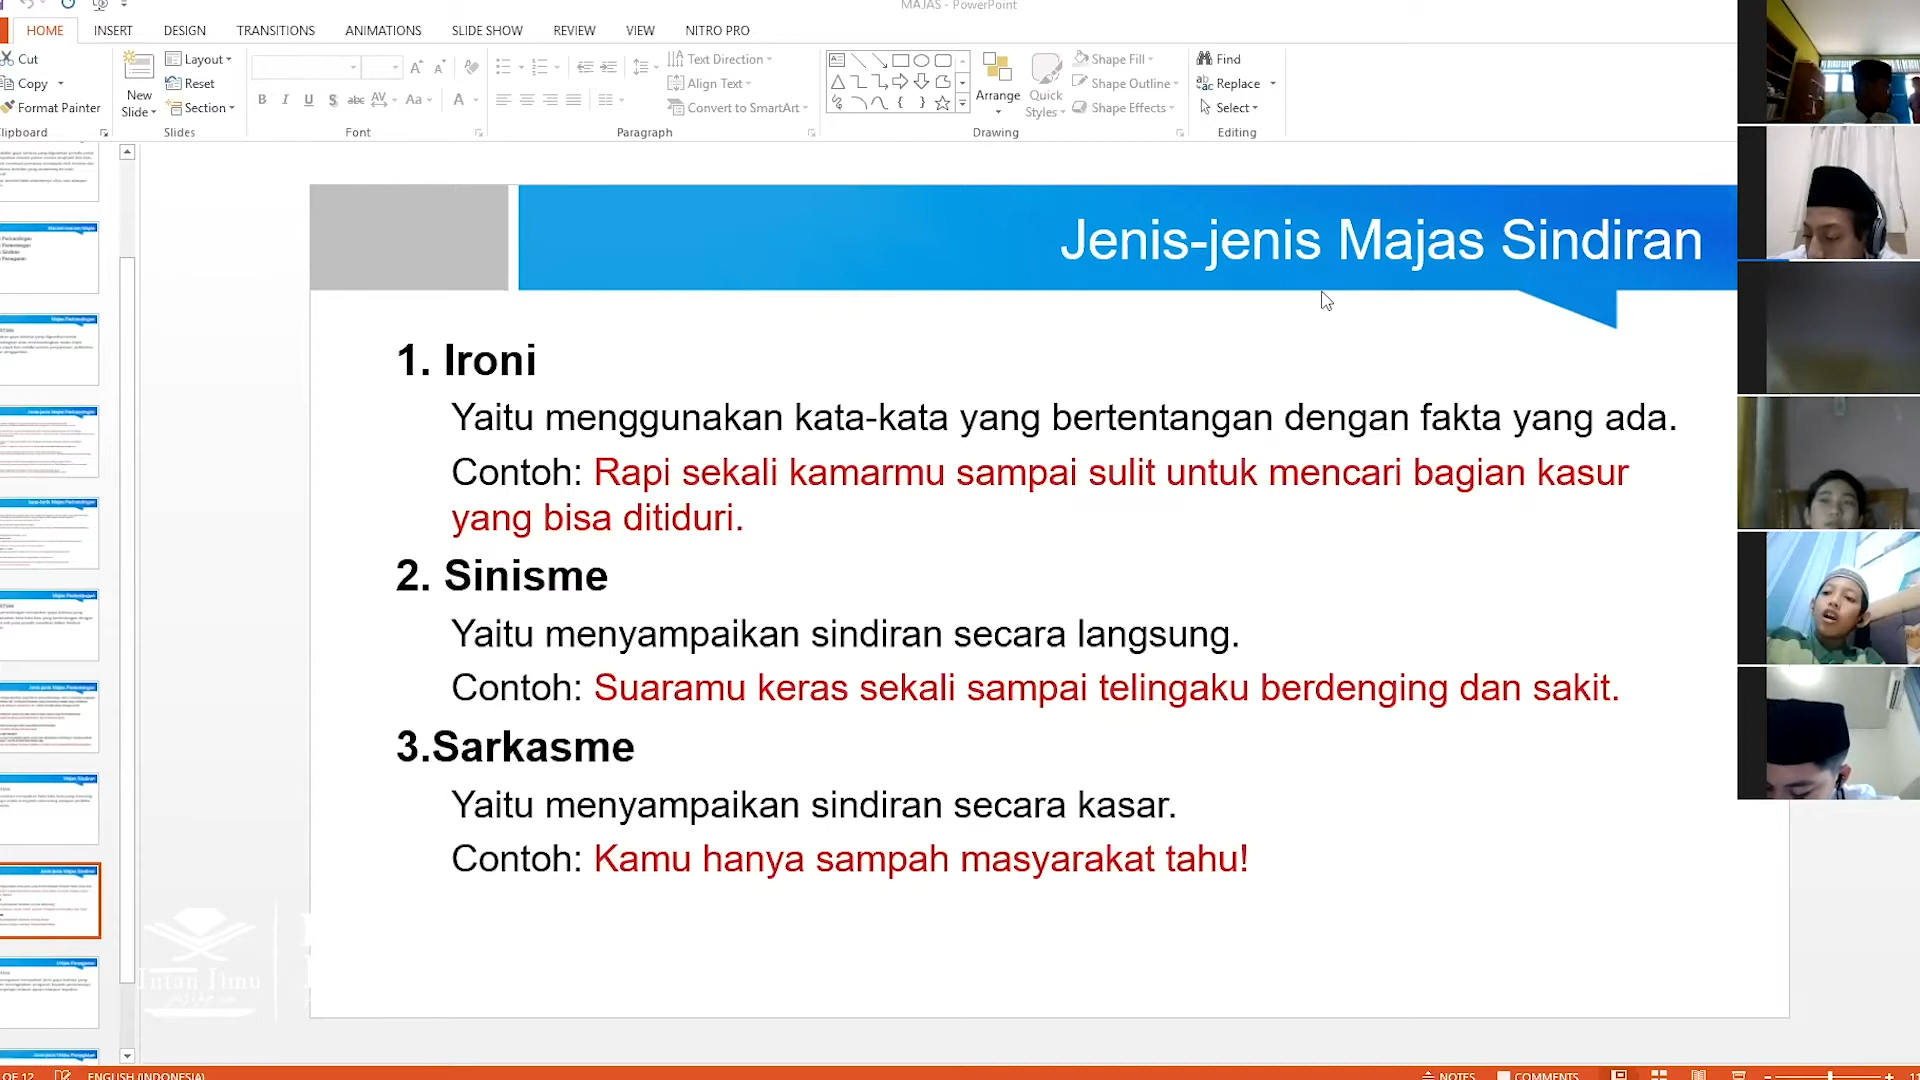 MAJAS - PowerPoint
HOME INSERT DESIGN TRANSITIONS ANIMATIONS SLIDE SHOW REVIEW VIEW NITRO PRO
Cut
Copy
Format Painter
Clipboard
New Slide
Layout
Reset
Section
Slides
Font
Text Direction
Align Text
Convert to SmartArt
Paragraph
Arrange
Quick Styles
Shape Fill
Shape Outline
Shape Effects
Drawing
Find
Replace
Select
Editing
Jenis-jenis Majas Sindiran
1. Ironi
Yaitu menggunakan kata-kata yang bertentangan dengan fakta yang ada.
Contoh: Rapi sekali kamarmu sampai sulit untuk mencari bagian kasur
yang bisa ditiduri.
2. Sinisme
Yaitu menyampaikan sindiran secara langsung.
Contoh: Suaramu keras sekali sampai telingaku berdenging dan sakit.
3.Sarkasme
Yaitu menyampaikan sindiran secara kasar.
Contoh: Kamu hanya sampah masyarakat tahu!
Intan Ilmu
OF 12 ENGLISH (INDONESIA) NOTES COMMENTS